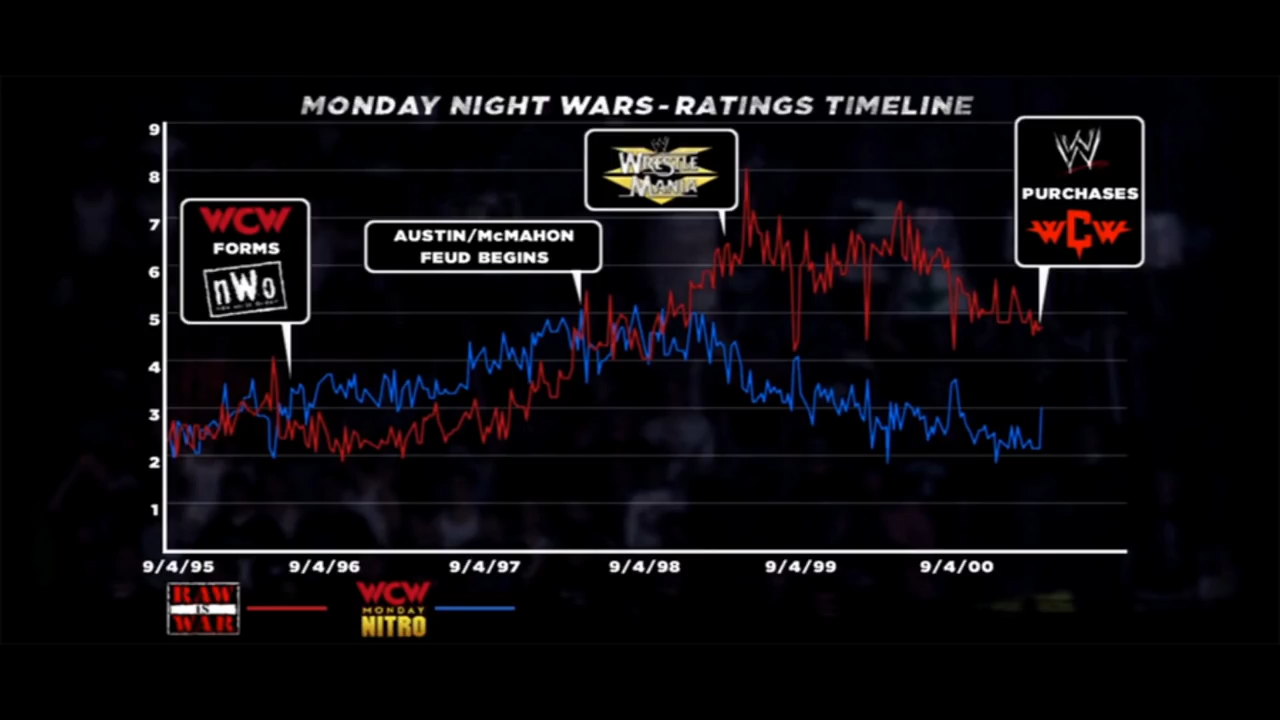 MONDAY NIGHT WARS - RATINGS TIMELINE
9
8
7
6
5
4
3
2
1
WCW
FORMS
nWo
AUSTIN/McMAHON
FEUD BEGINS
W
WRESTLE
MANIA
W
PURCHASES
WCW
9/4/95
9/4/96
9/4/97
9/4/98
9/4/99
9/4/00
RAW
IS
WAR
WCW
MONDAY
NITRO